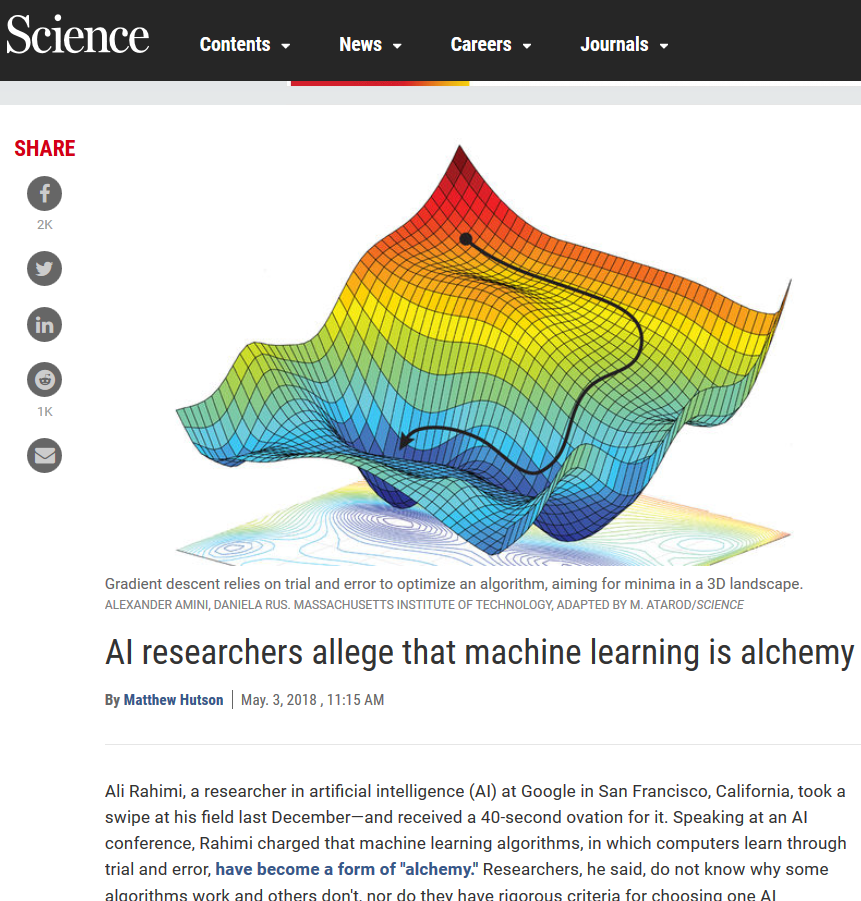 Science
Contents
News
Careers
Journals
SHARE
2K
1K
Gradient descent relies on trial and error to optimize an algorithm, aiming for minima in a 3D landscape.
ALEXANDER AMINI, DANIELA RUS. MASSACHUSETTS INSTITUTE OF TECHNOLOGY, ADAPTED BY M. ATAROD/SCIENCE
AI researchers allege that machine learning is alchemy
By Matthew Hutson | May. 3, 2018 , 11:15 AM
Ali Rahimi, a researcher in artificial intelligence (AI) at Google in San Francisco, California, took a
swipe at his field last December—and received a 40-second ovation for it. Speaking at an AI
conference, Rahimi charged that machine learning algorithms, in which computers learn through
trial and error, have become a form of "alchemy." Researchers, he said, do not know why some
algorithms work and others don't, nor do they have rigorous criteria for choosing one AI